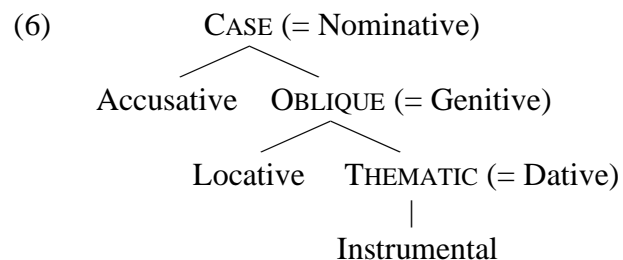 (6) CASE (= Nominative)
Accusative OBLIQUE (= Genitive)
Locative THEMATIC (= Dative)
Instrumental